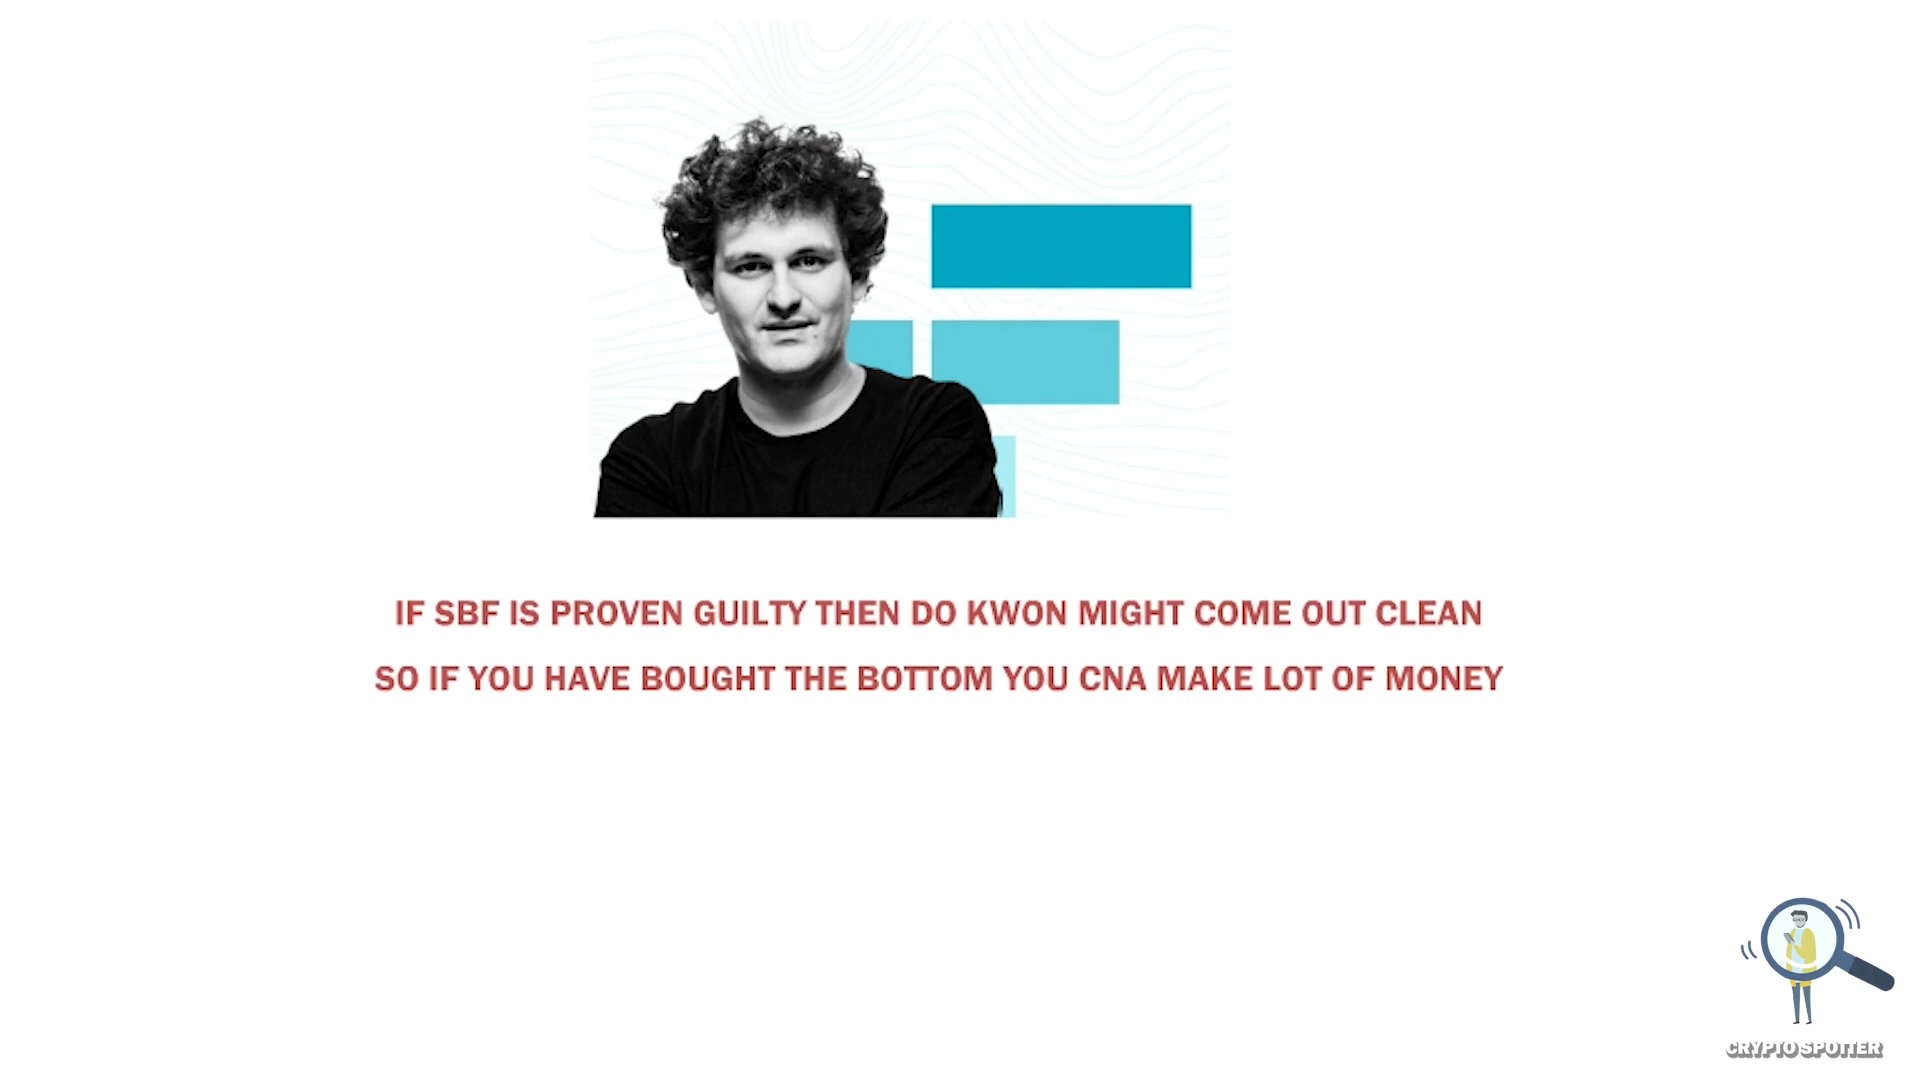 IF SBF IS PROVEN GUILTY THEN DO KWON MIGHT COME OUT CLEAN
SO IF YOU HAVE BOUGHT THE BOTTOM YOU CNA MAKE LOT OF MONEY
CRYPTO SPOTTER